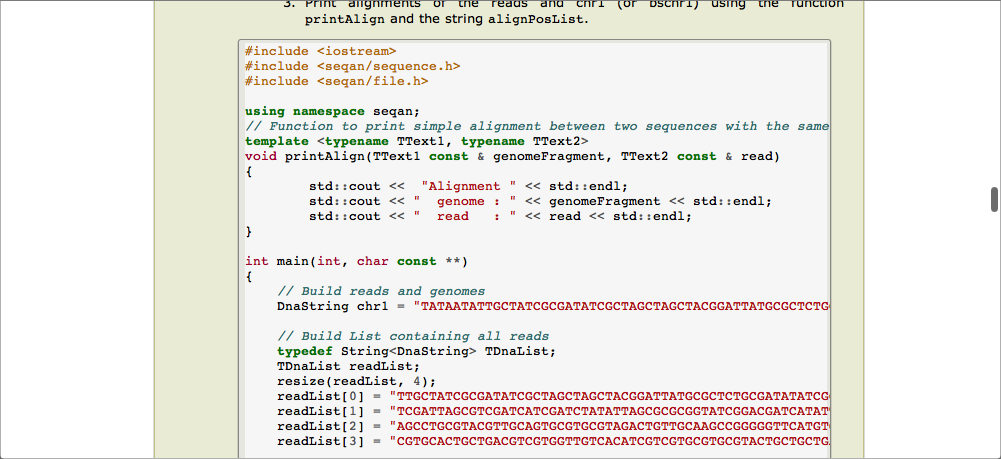 3. Print alignments of the reads and chr1 (or bschr1) using the function
printAlign and the string alignPosList.
#include <iostream>
#include <seqan/sequence.h>
#include <seqan/file.h>
using namespace seqan;
// Function to print simple alignment between two sequences with the same
template <typename TText1, typename TText2>
void printAlign(TText1 const & genomeFragment, TText2 const & read)
{
std::cout << "Alignment " << std::endl;
std::cout << " genome : " << genomeFragment << std::endl;
std::cout << " read : " << read << std::endl;
}
int main(int, char const **)
{
// Build reads and genomes
DnaString chr1 = "TATAATATTGCTATCGCGATATCGCTAGCTAGCTACGGATTATGCGCTCTG
// Build List containing all reads
typedef String<DnaString> TDnaList;
TDnaList readList;
resize(readList, 4);
readList[0] = "TTGCTATCGCGATATCGCTAGCTAGCTACGGATTATGCGCTCTGCGATATATCG
readList[1] = "TCGATTAGCGTCGATCATCGATCTATATTAGCGCGCGGTATCGGACGATCATAT
readList[2] = "AGCCTGCGTACGTTGCAGTGCGTGCGTAGACTGTTGCAAGCCGGGGGTTCATGT
readList[3] = "CGTGCACTGCTGACGTCGTGGTTGTCACATCGTCGTGCGTGCGTACTGCTGCTG